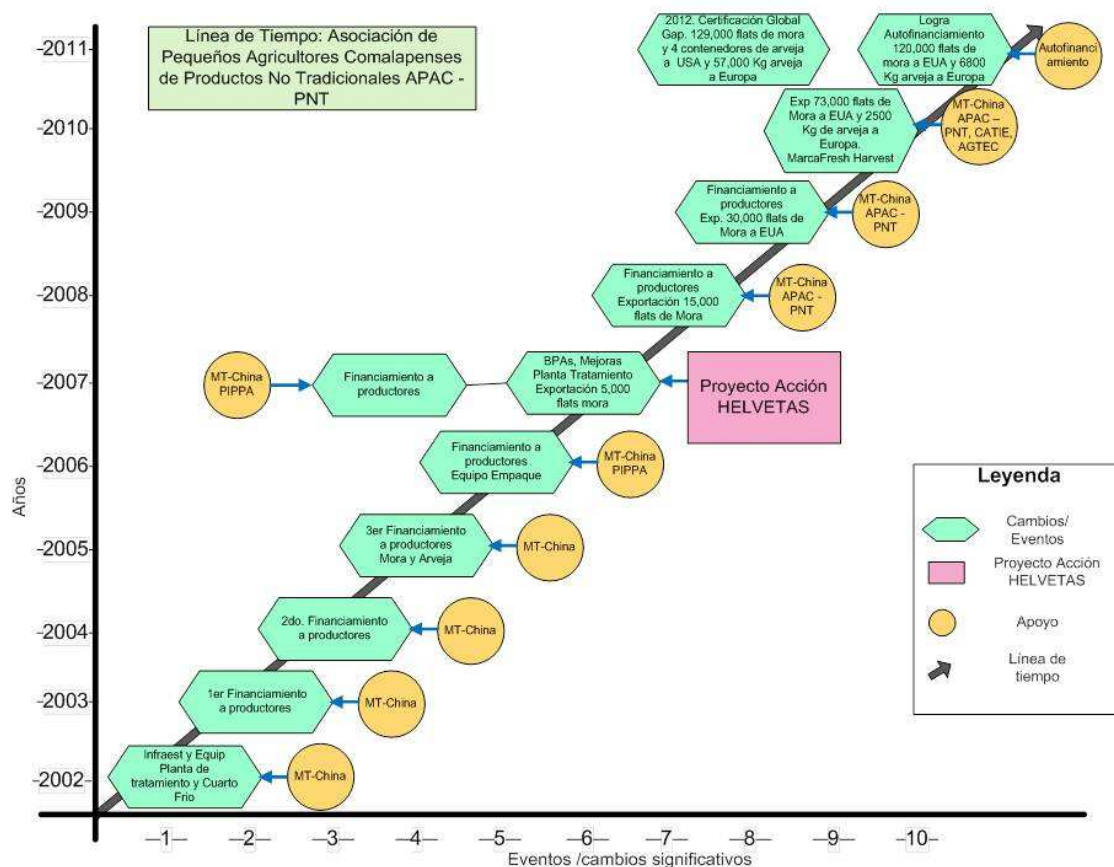 Línea de Tiempo: Asociación de
Pequeños Agricultores Comalapenses
de Productos No Tradicionales APAC -
PNT
Años
–2011–
2012. Certificación Global
Gap. 129,000 flats de mora
y 4 contenedores de arveja
a USA y 57,000 Kg arveja
a Europa
Logra
Autofinanciamiento
120,000 flats de
mora a EUA y 6800
Kg arveja a Europa
Autofinanc
iamiento
–2010–
Exp 73,000 flats de
Mora a EUA y 2500
Kg de arveja a
Europa.
MarcaFresh Harvest
MT-China
APAC –
PNT, CATIE,
AGTEC
–2009–
Financiamiento a
productores
Exp. 30,000 flats de
Mora a EUA
MT-China
APAC -
PNT
–2008–
Financiamiento a
productores
Exportación 15,000
flats de Mora
MT-China
APAC -
PNT
–2007–
MT-China
PIPPA
Financiamiento a
productores
BPAs, Mejoras
Planta Tratamiento
Exportación 5,000
flats mora
Proyecto Acción
HELVETAS
–2006–
Financiamiento a
productores
Equipo Empaque
MT-China
PIPPA
–2005–
3er Financiamiento
a productores
Mora y Arveja
MT-China
–2004–
2do. Financiamiento
a productores
MT-China
–2003–
1er Financiamiento
a productores
MT-China
–2002–
Infraest y Equip
Planta de
tratamiento y Cuarto
Frio
MT-China
Leyenda
Cambios/
Eventos
Proyecto Acción
HELVETAS
Apoyo
Línea de
tiempo
–1– –2– –3– –4– –5– –6– –7– –8– –9– –10–
Eventos /cambios significativos